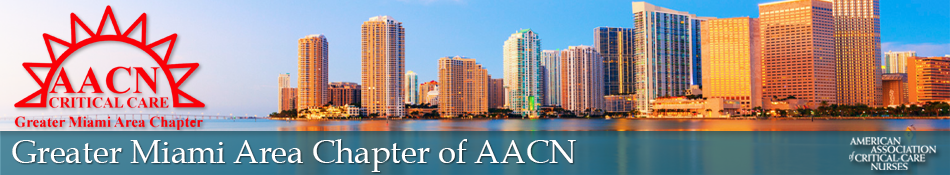 AACN
CRITICAL CARE
Greater Miami Area Chapter
Greater Miami Area Chapter of AACN
AMERICAN
ASSOCIATION
of CRITICAL-CARE
NURSES